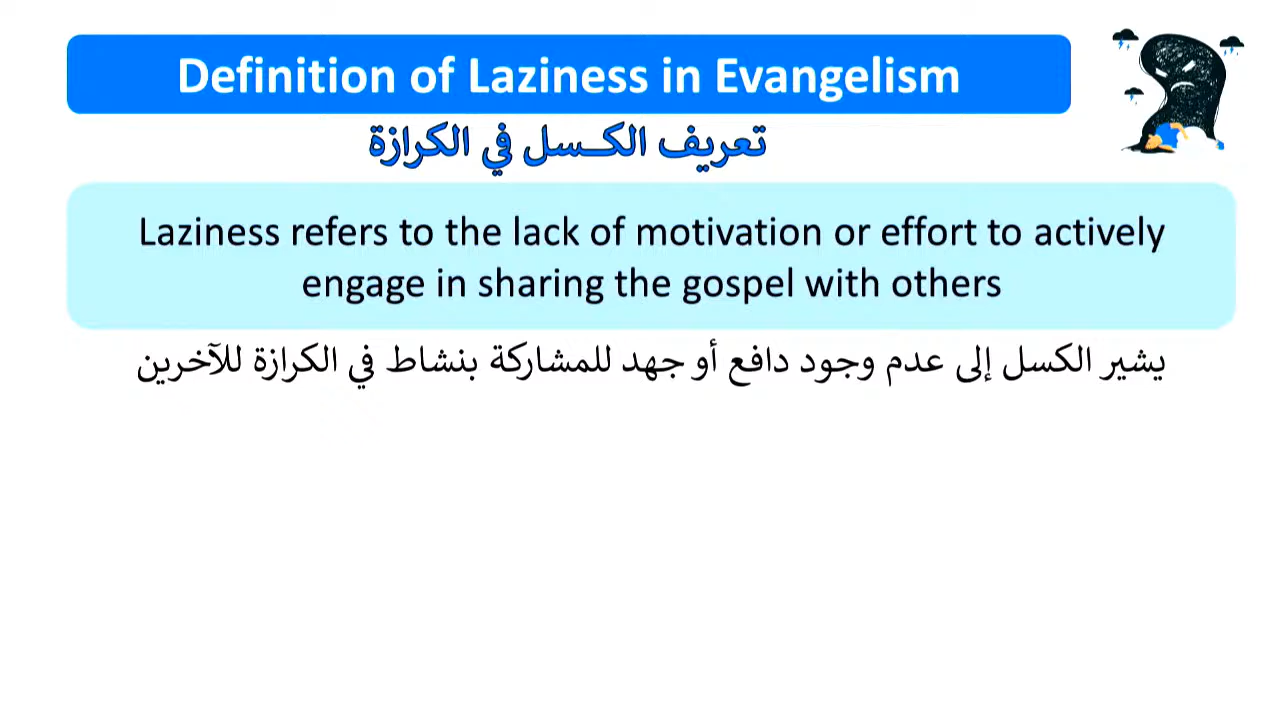 Definition of Laziness in Evangelism
تعريف الكـسل في الكرازة
Laziness refers to the lack of motivation or effort to actively
engage in sharing the gospel with others
يشير الكسل إلى عدم وجود دافع أو جهد للمشاركة بنشاط في الكرازة للآخرين